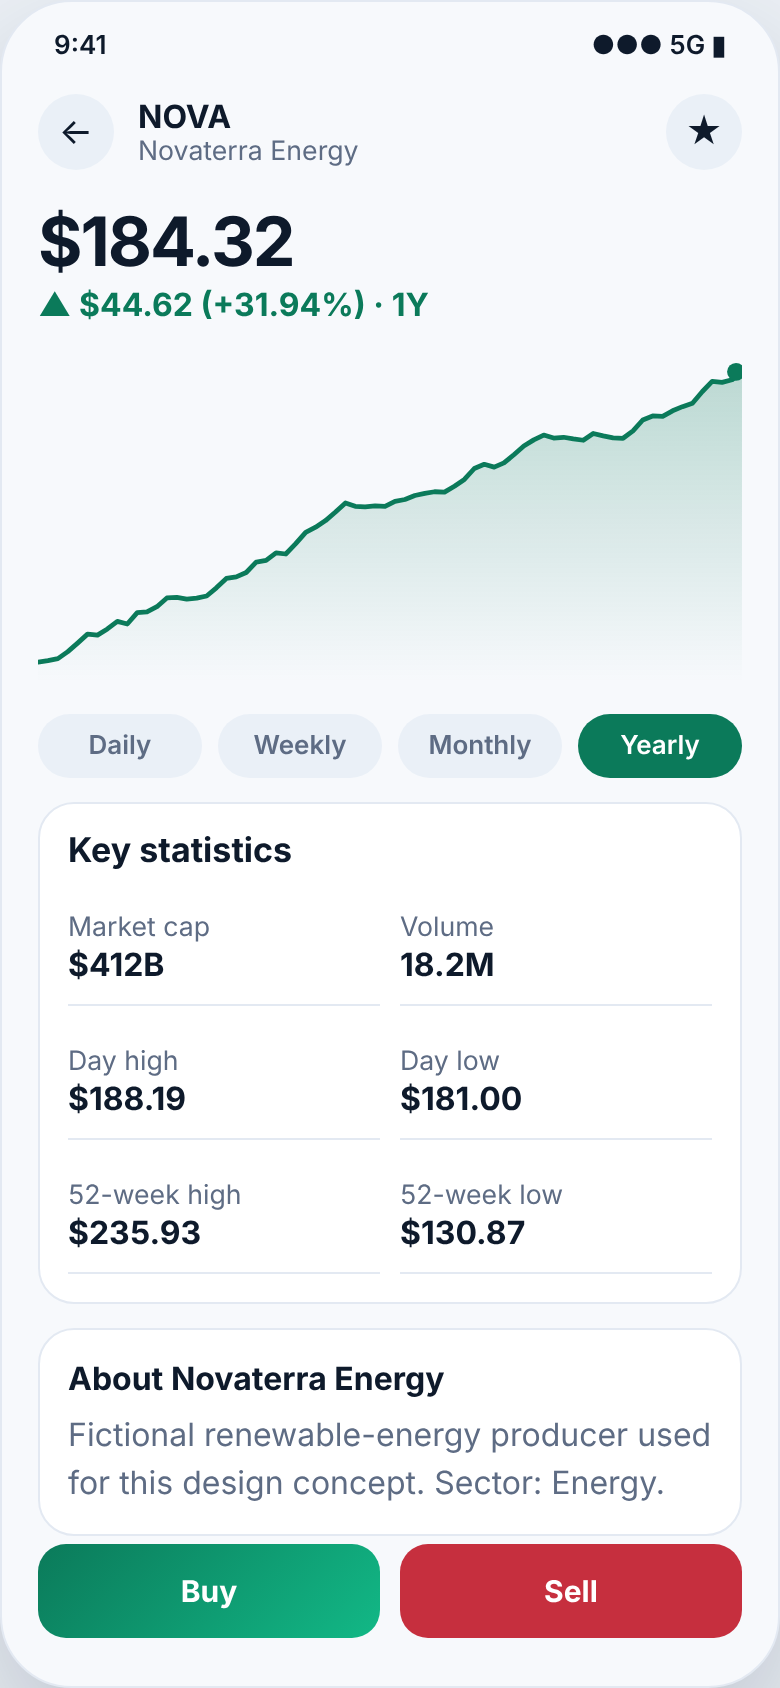 9:41
●●● 5G ▮
←
NOVA
Novaterra Energy
★
$184.32
▲ $44.62 (+31.94%) · 1Y
Daily Weekly Monthly Yearly
Key statistics
Market cap Volume
$412B 18.2M
Day high Day low
$188.19 $181.00
52-week high 52-week low
$235.93 $130.87
About Novaterra Energy
Fictional renewable-energy producer used
for this design concept. Sector: Energy.
Buy Sell